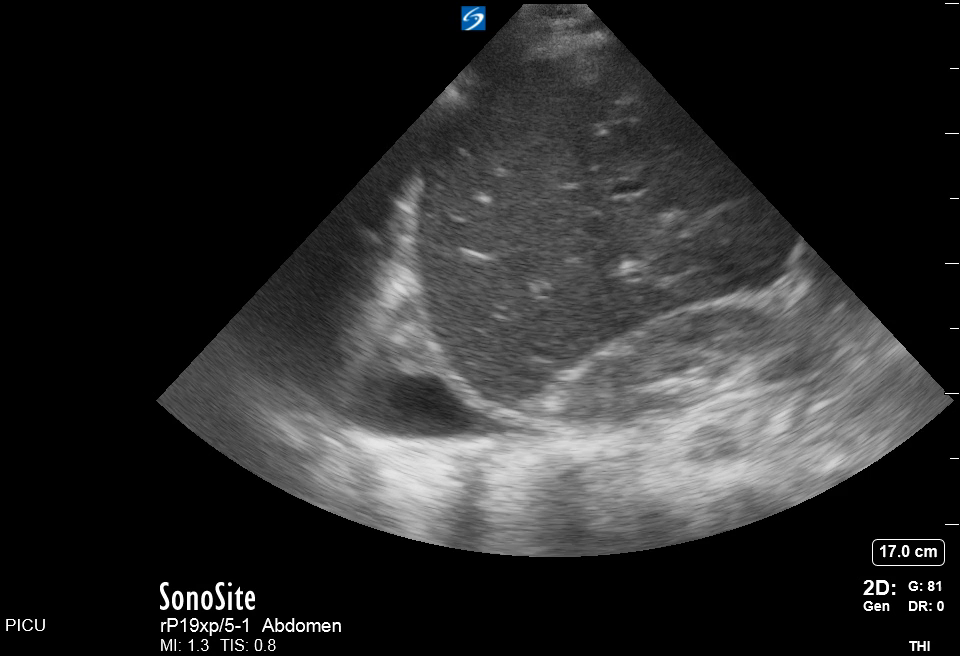 17.0 cm
2D: G: 81
Gen DR: 0
SonoSite
PICU
rP19xp/5-1 Abdomen
MI: 1.3 TIS: 0.8
THI